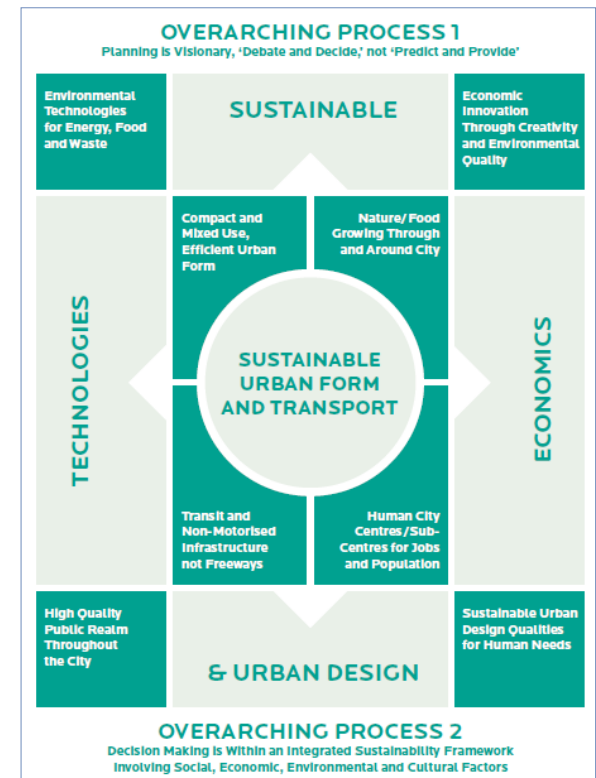 OVERARCHING PROCESS 1
Planning is Visionary, ‘Debate and Decide,’ not ‘Predict and Provide’
Environmental
Technologies
for Energy, Food
and Waste
SUSTAINABLE
Economic
Innovation
Through Creativity
and Environmental
Quality
Compact and
Mixed Use,
Efficient Urban
Form
Nature/Food
Growing Through
and Around City
TECHNOLOGIES
SUSTAINABLE
URBAN FORM
AND TRANSPORT
ECONOMICS
Transit and
Non-Motorised
Infrastructure
not Freeways
Human City
Centres/Sub-
Centres for Jobs
and Population
High Quality
Public Realm
Throughout
the City
& URBAN DESIGN
Sustainable Urban
Design Qualities
for Human Needs
OVERARCHING PROCESS 2
Decision Making is Within an Integrated Sustainability Framework
Involving Social, Economic, Environmental and Cultural Factors